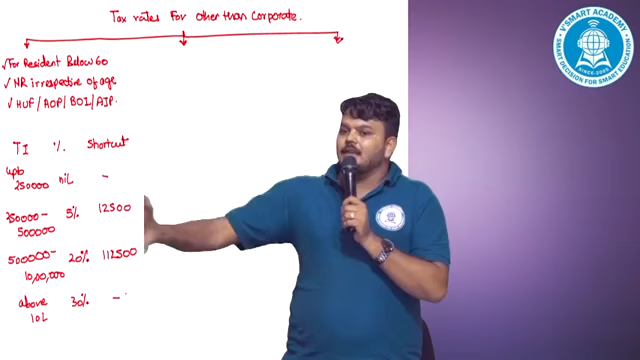 Tax rates For other than Corporate.
✓For Resident Below 60
✓ NR irrespective of age
✓ HUF / AOP / BOI / AJP.
TI % Shortcut
upto 250000 nil -
250000- 500000 5% 12500
500000- 10,00,000 20% 112500
above 10L 30% -
V'SMART ACADEMY
SINCE-2005
SMART DECISION FOR SMART EDUCATION